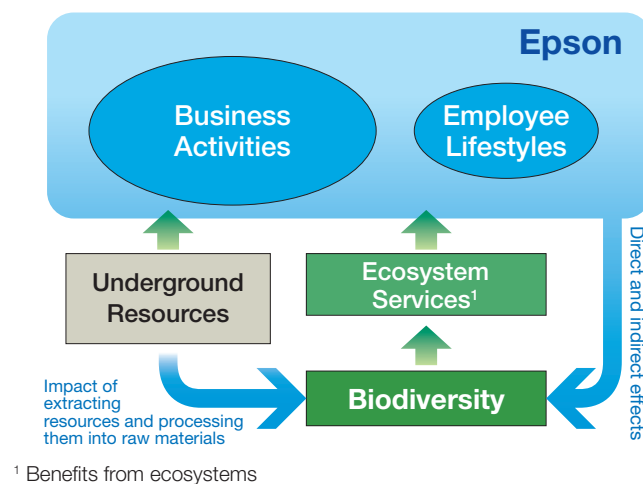 Epson
Business
Activities
Employee
Lifestyles
Underground
Resources
Ecosystem
Services¹
Direct and indirect effects
Impact of
extracting
resources and processing
them into raw materials
Biodiversity
¹ Benefits from ecosystems